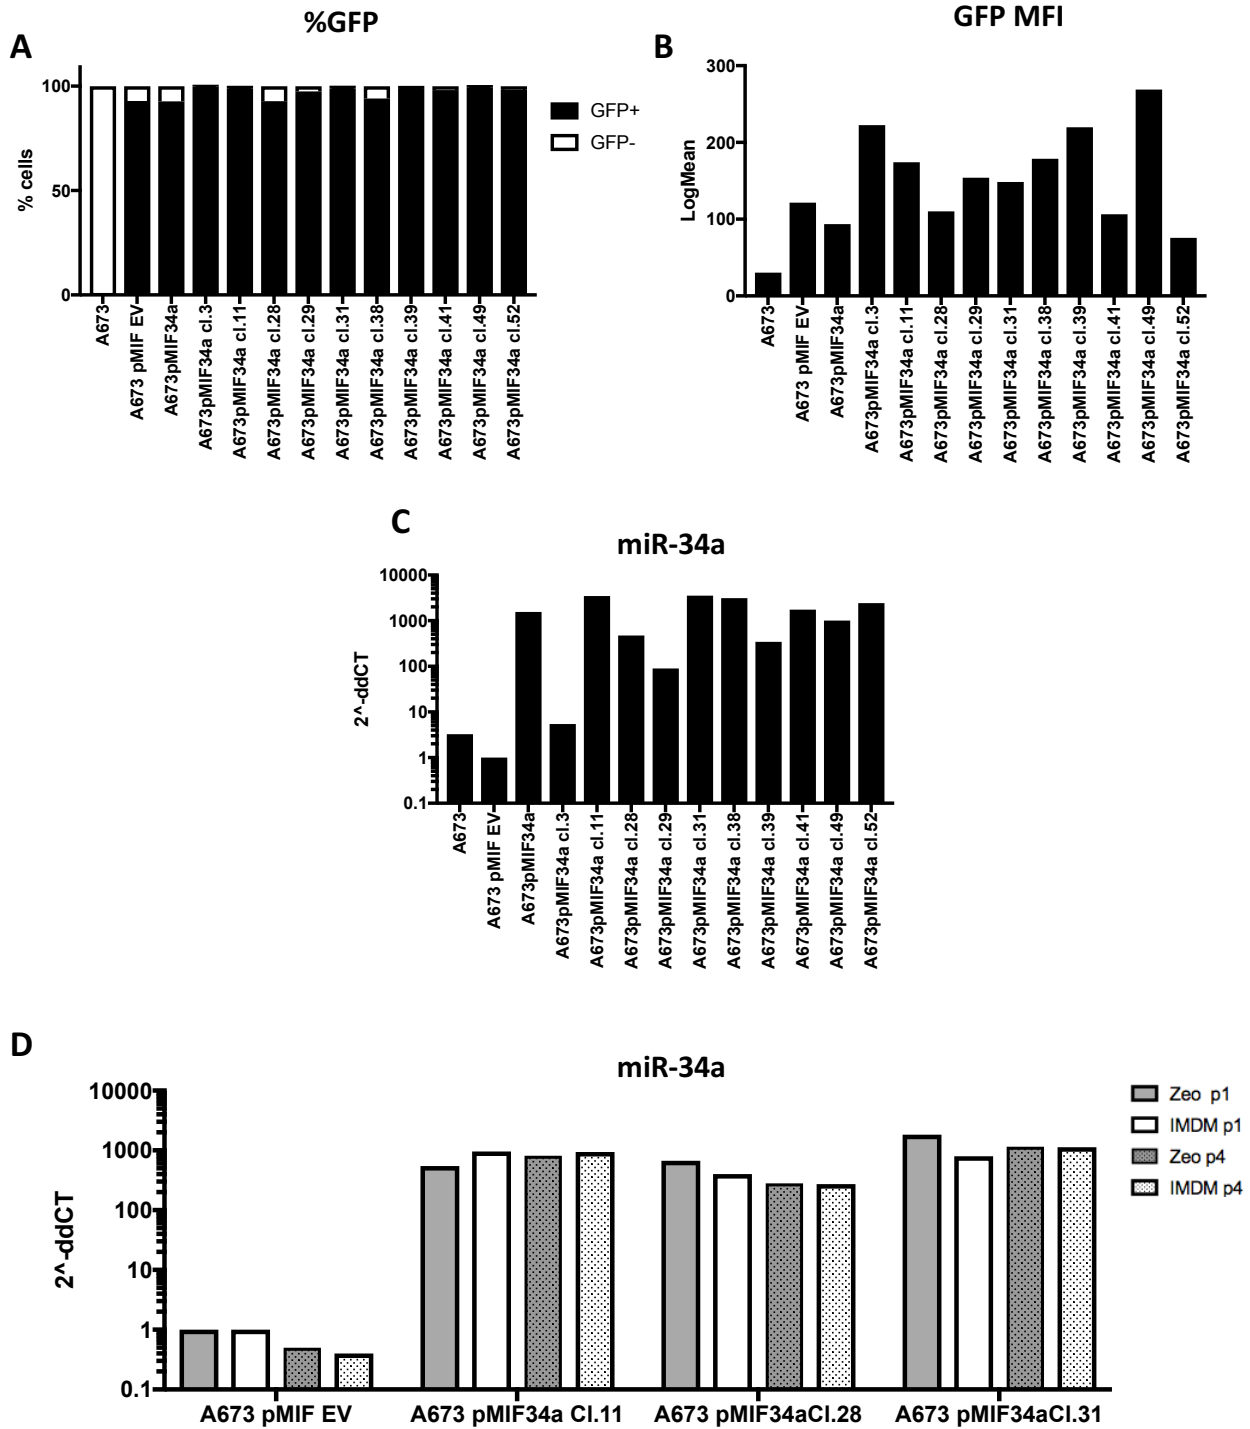 %GFP
A
100
50
0
% cells
A673
A673 pMIF EV
A673pMIF34a
A673pMIF34a cl.3
A673pMIF34a cl.11
A673pMIF34a cl.28
A673pMIF34a cl.29
A673pMIF34a cl.31
A673pMIF34a cl.38
A673pMIF34a cl.39
A673pMIF34a cl.41
A673pMIF34a cl.49
A673pMIF34a cl.52
GFP+
GFP-
GFP MFI
B
300
200
100
0
LogMean
A673
A673 pMIF EV
A673pMIF34a
A673pMIF34a cl.3
A673pMIF34a cl.11
A673pMIF34a cl.28
A673pMIF34a cl.29
A673pMIF34a cl.31
A673pMIF34a cl.38
A673pMIF34a cl.39
A673pMIF34a cl.41
A673pMIF34a cl.49
A673pMIF34a cl.52
C
miR-34a
10000
1000
100
10
1
0.1
2^-ddCT
A673
A673 pMIF EV
A673pMIF34a
A673pMIF34a cl.3
A673pMIF34a cl.11
A673pMIF34a cl.28
A673pMIF34a cl.29
A673pMIF34a cl.31
A673pMIF34a cl.38
A673pMIF34a cl.39
A673pMIF34a cl.41
A673pMIF34a cl.49
A673pMIF34a cl.52
D
miR-34a
10000
1000
100
10
1
0.1
2^-ddCT
A673 pMIF EV
A673 pMIF34a Cl.11
A673 pMIF34aCl.28
A673 pMIF34aCl.31
Zeo p1
IMDM p1
Zeo p4
IMDM p4